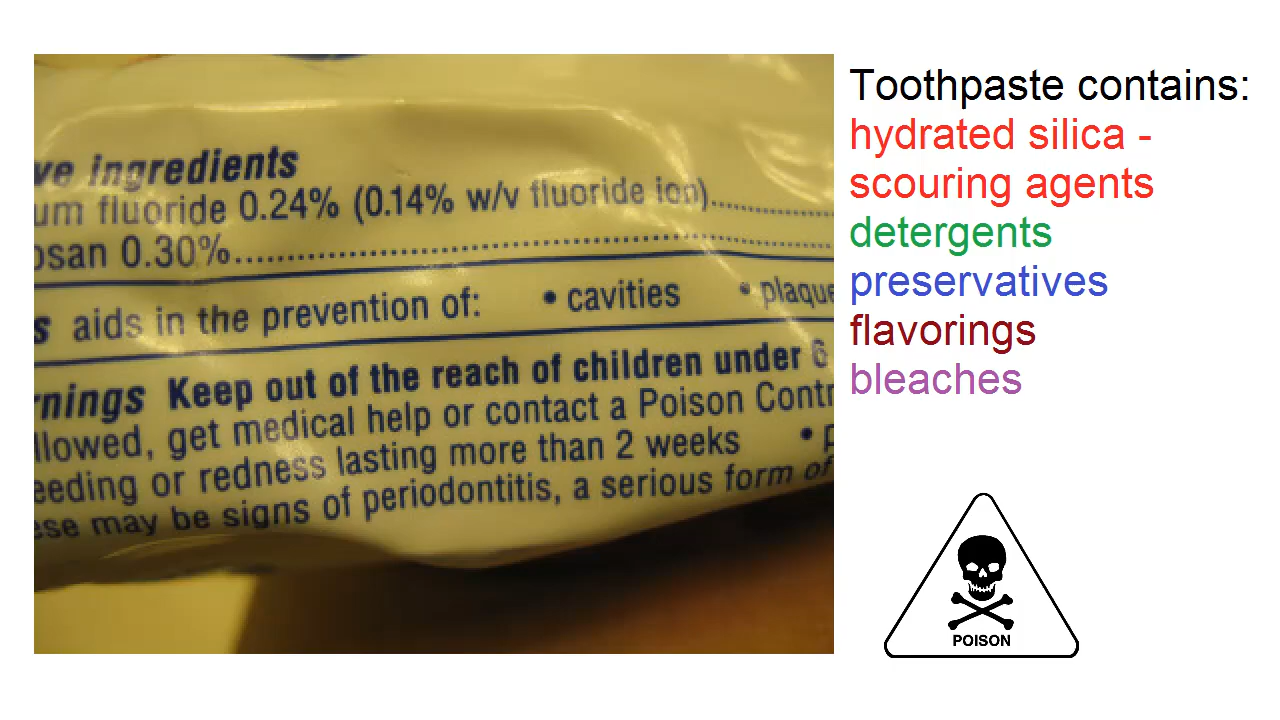 ve ingredients
um fluoride 0.24% (0.14% w/v fluoride ion)
osan 0.30%
s aids in the prevention of: • cavities • plaque
rnings Keep out of the reach of children under 6
llowed, get medical help or contact a Poison Contr
eeding or redness lasting more than 2 weeks • p
ese may be signs of periodontitis, a serious form of
Toothpaste contains:
hydrated silica -
scouring agents
detergents
preservatives
flavorings
bleaches
POISON